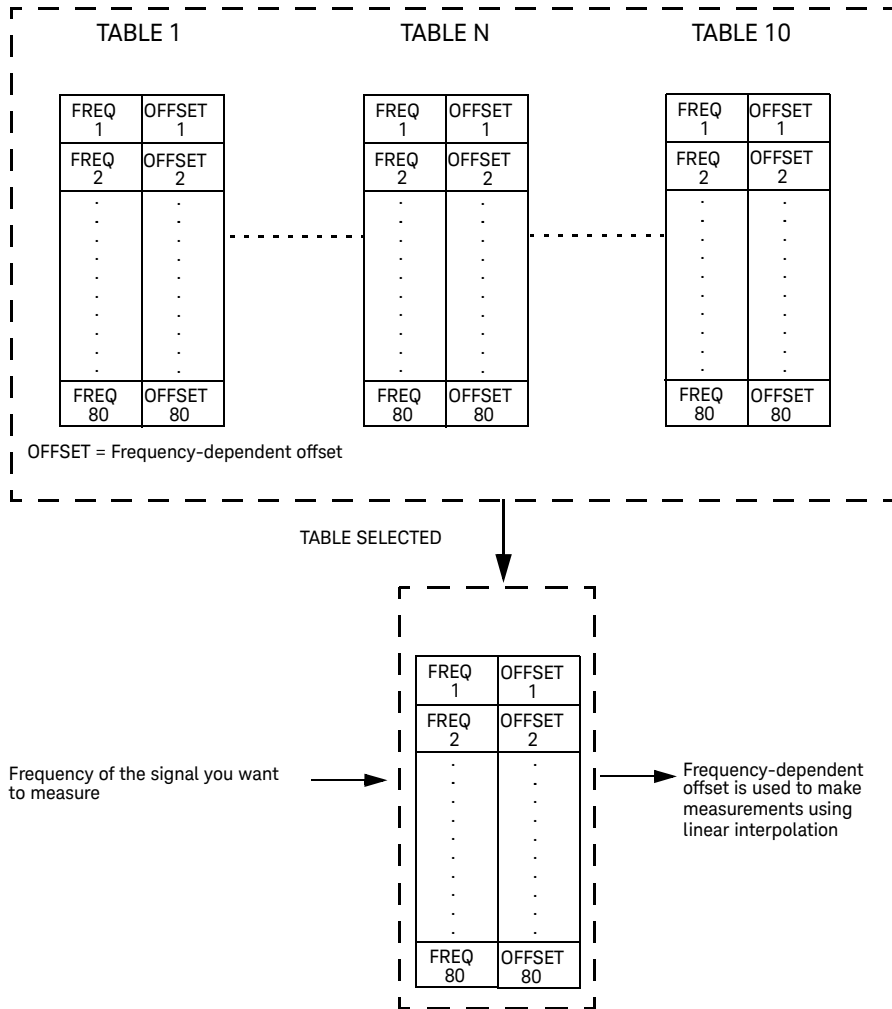 TABLE 1
TABLE N
TABLE 10
FREQ
1
OFFSET
1
FREQ
2
OFFSET
2
FREQ
80
OFFSET
80
FREQ
1
OFFSET
1
FREQ
2
OFFSET
2
FREQ
80
OFFSET
80
FREQ
1
OFFSET
1
FREQ
2
OFFSET
2
FREQ
80
OFFSET
80
OFFSET = Frequency-dependent offset
TABLE SELECTED
FREQ
1
OFFSET
1
FREQ
2
OFFSET
2
FREQ
80
OFFSET
80
Frequency of the signal you want
to measure
Frequency-dependent
offset is used to make
measurements using
linear interpolation